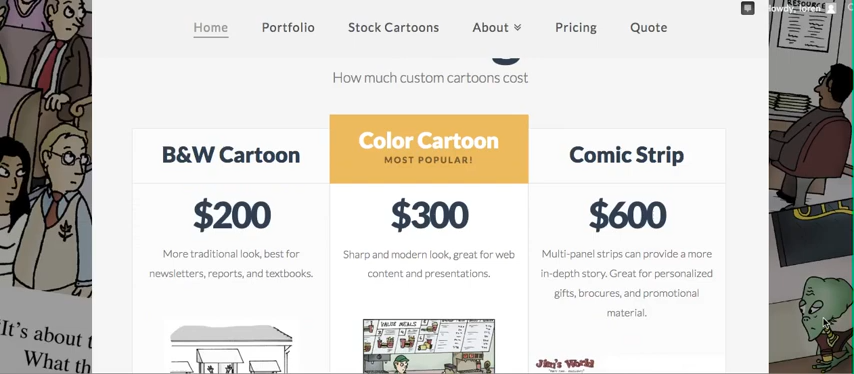 Howdy, loren
Home Portfolio Stock Cartoons About Pricing Quote
RESOURCE
How much custom cartoons cost
B&W Cartoon
Color Cartoon
MOST POPULAR!
Comic Strip
$200
$300
$600
More traditional look, best for
newsletters, reports, and textbooks.
Sharp and modern look, great for web
content and presentations.
Multi-panel strips can provide a more
in-depth story. Great for personalized
gifts, brocures, and promotional
material.
VALUE MEALS
Jim's World
It's about
What